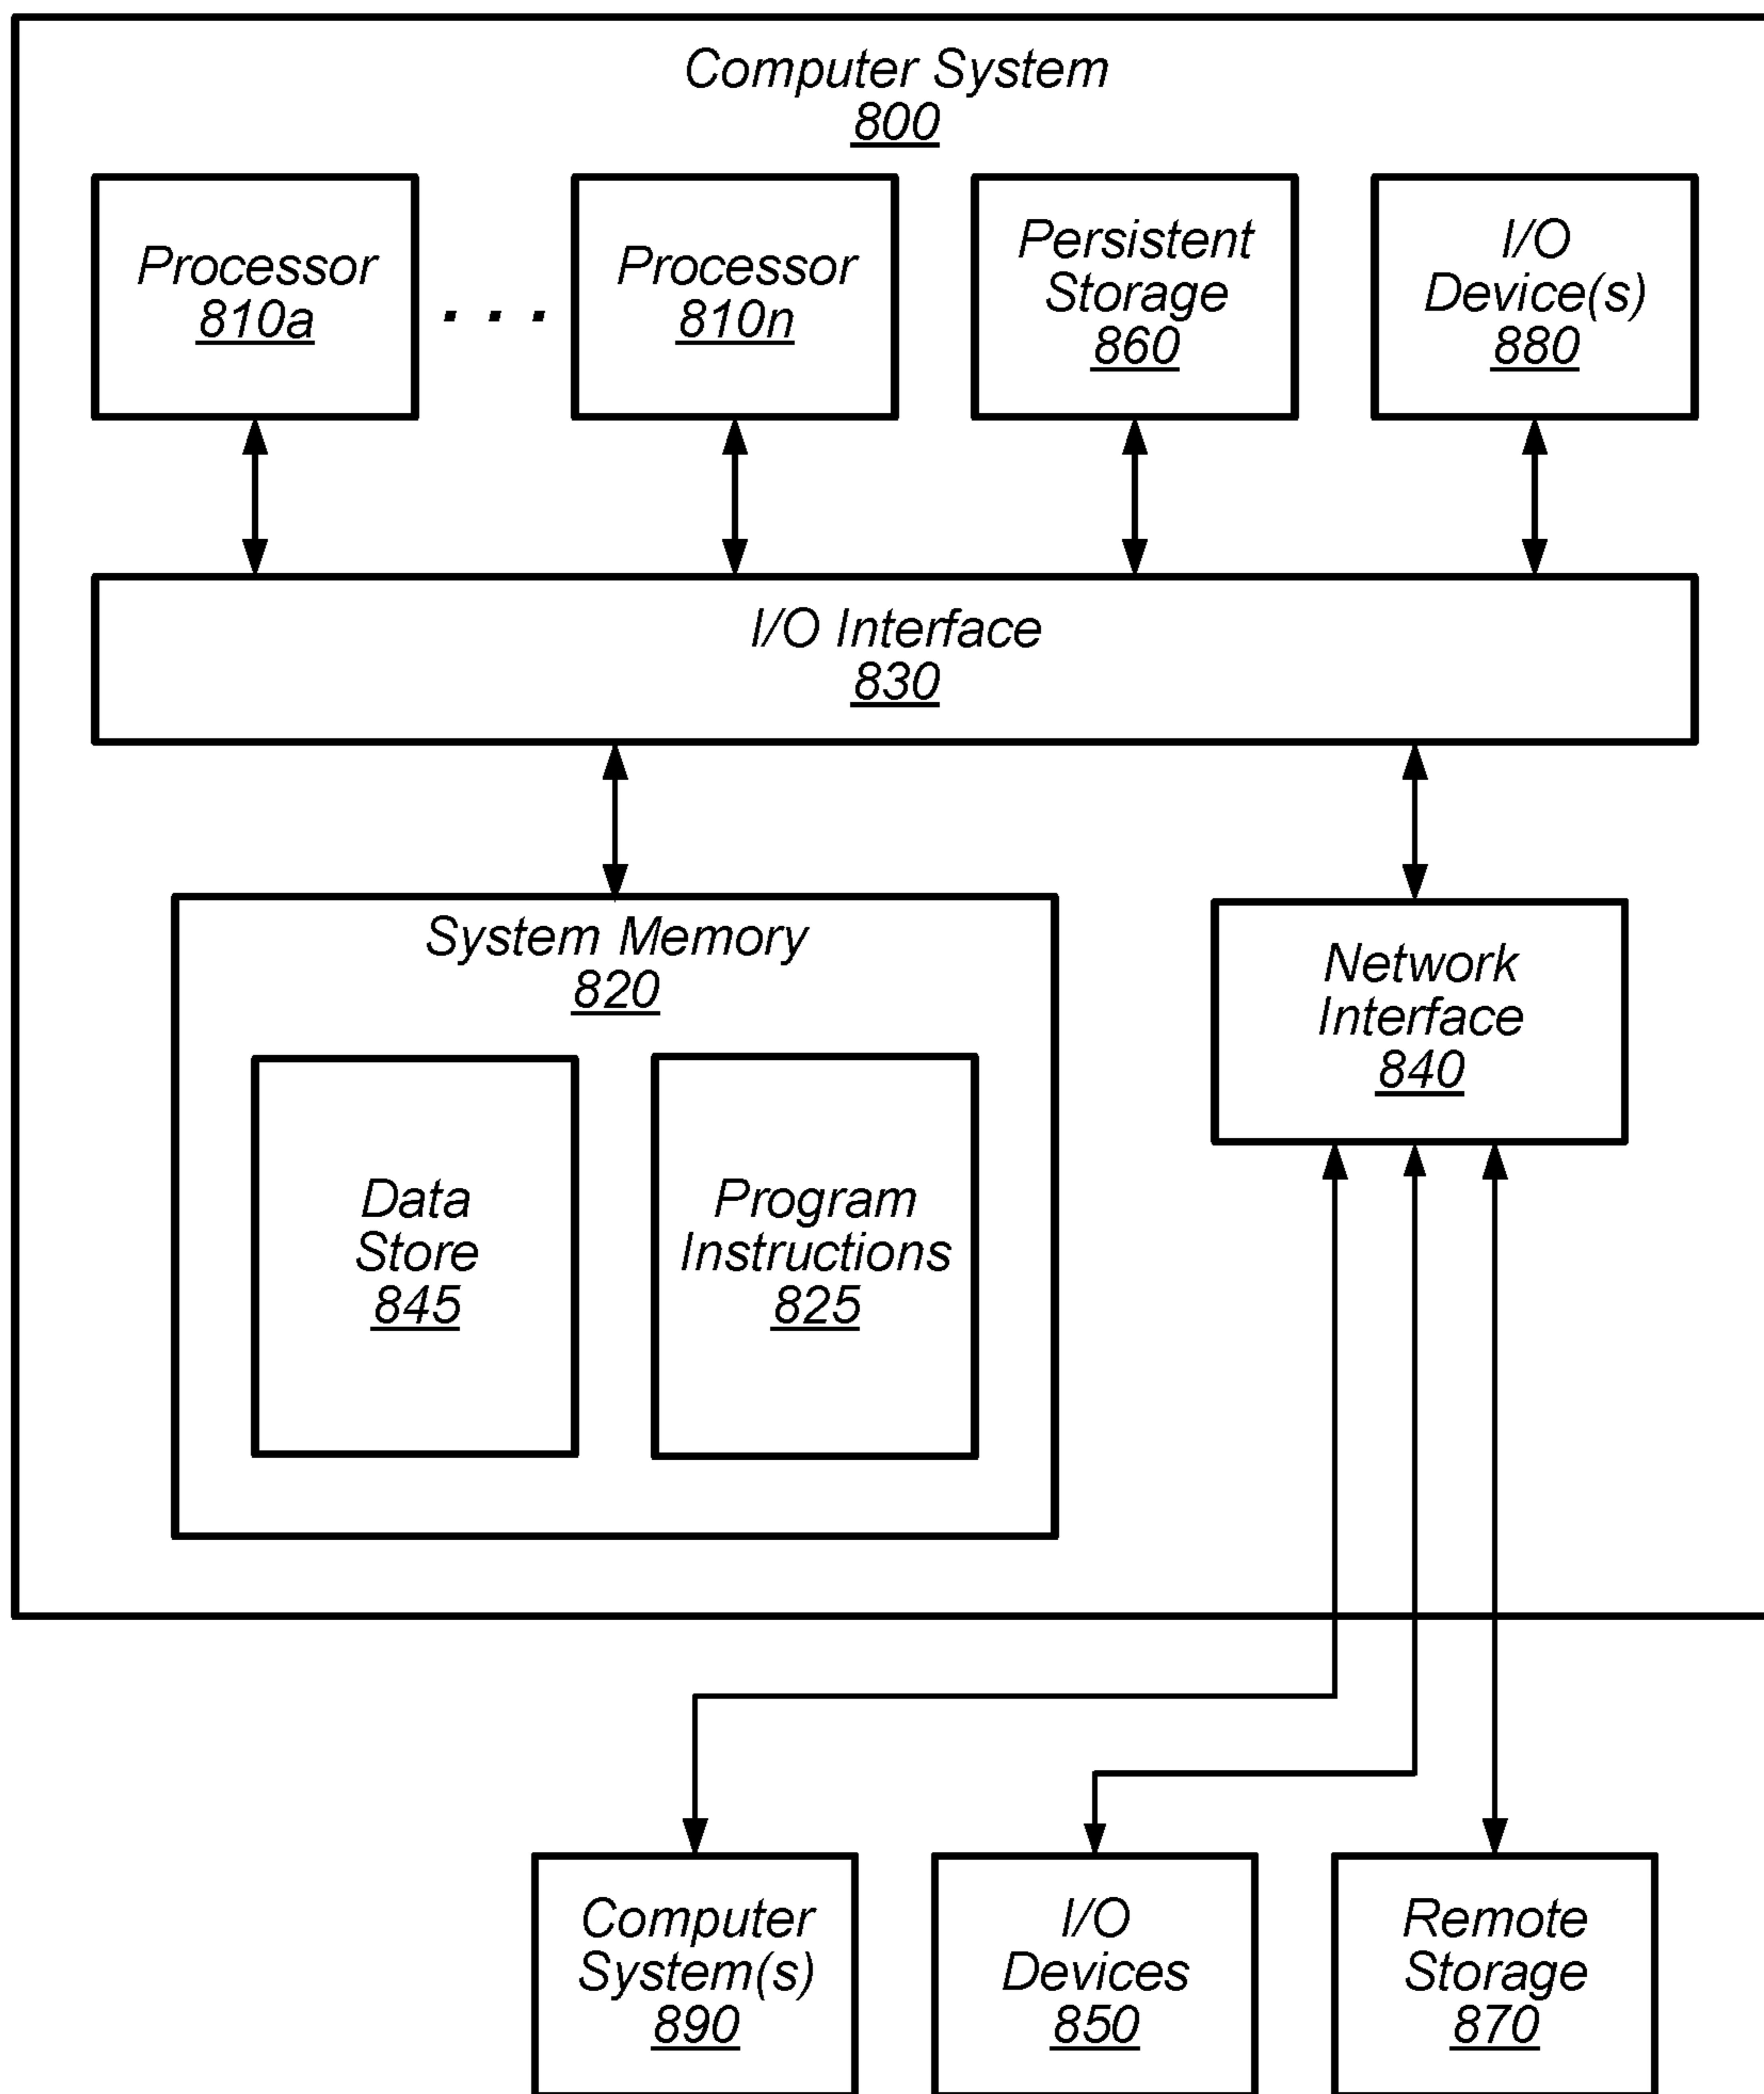 Computer System
800
Processor
810a
. . .
Processor
810n
Persistent
Storage
860
I/O
Device(s)
880
I/O Interface
830
System Memory
820
Data
Store
845
Program
Instructions
825
Network
Interface
840
Computer
System(s)
890
I/O
Devices
850
Remote
Storage
870